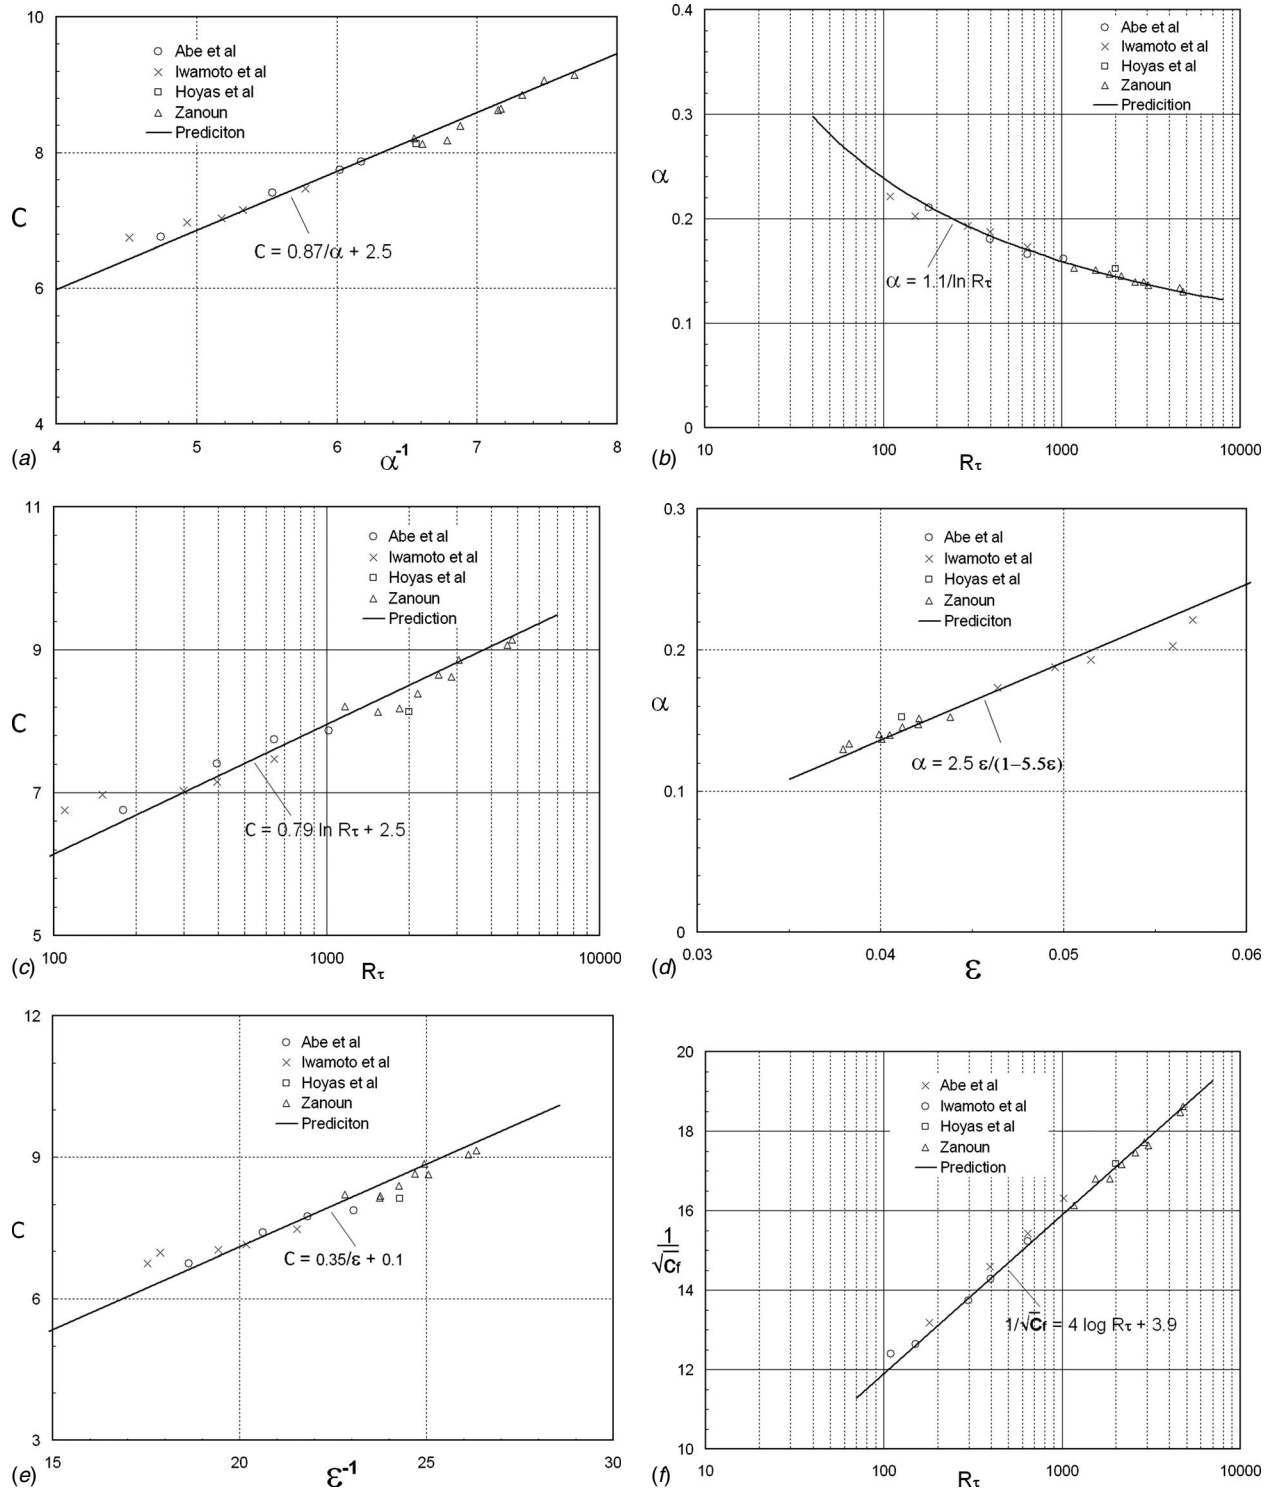 10
8
6
4
C
Abe et al
Iwamoto et al
Hoyas et al
Zanoun
Prediciton
C = 0.87/α + 2.5
4 5 6 7 8
α⁻¹
(a)
0.4
0.3
0.2
0.1
0
α
Abe et al
Iwamoto et al
Hoyas et al
Zanoun
Predicition
α = 1.1/ln Rτ
10 100 1000 10000
Rτ
(b)
11
9
7
5
C
Abe et al
Iwamoto et al
Hoyas et al
Zanoun
Prediction
C = 0.79 ln Rτ + 2.5
100 1000 10000
Rτ
(c)
0.3
0.2
0.1
0
α
Abe et al
Iwamoto et al
Hoyas et al
Zanoun
Prediciton
α = 2.5 ε/(1−5.5ε)
0.03 0.04 0.05 0.06
ε
(d)
12
9
6
3
C
Abe et al
Iwamoto et al
Hoyas et al
Zanoun
Prediciton
C = 0.35/ε + 0.1
15 20 25 30
ε⁻¹
(e)
20
18
16
14
12
10
1/√Cf
Abe et al
Iwamoto et al
Hoyas et al
Zanoun
Prediction
1/√Cf = 4 log Rτ + 3.9
10 100 1000 10000
Rτ
(f)